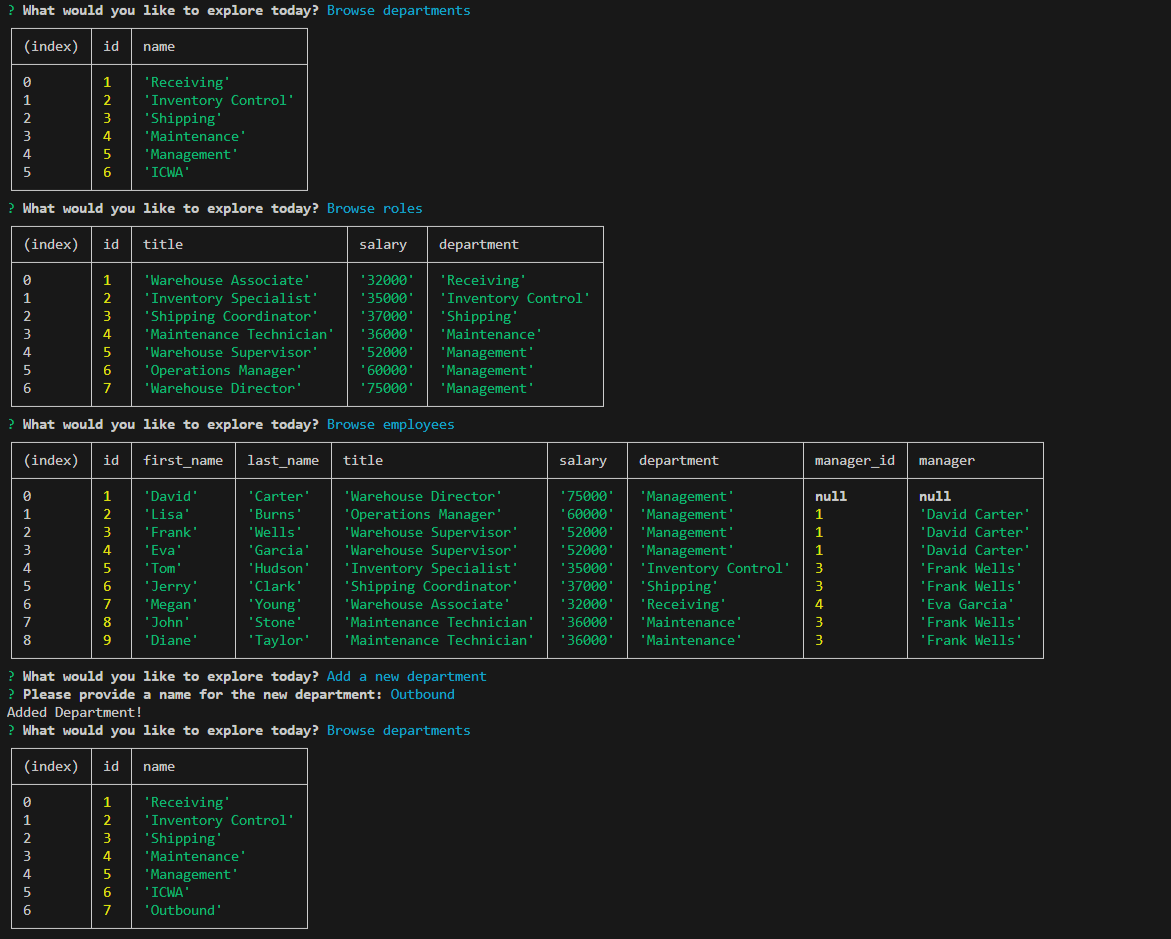 ? What would you like to explore today? Browse departments
(index) id name
0 1 'Receiving'
1 2 'Inventory Control'
2 3 'Shipping'
3 4 'Maintenance'
4 5 'Management'
5 6 'ICWA'
? What would you like to explore today? Browse roles
(index) id title salary department
0 1 'Warehouse Associate' '32000' 'Receiving'
1 2 'Inventory Specialist' '35000' 'Inventory Control'
2 3 'Shipping Coordinator' '37000' 'Shipping'
3 4 'Maintenance Technician' '36000' 'Maintenance'
4 5 'Warehouse Supervisor' '52000' 'Management'
5 6 'Operations Manager' '60000' 'Management'
6 7 'Warehouse Director' '75000' 'Management'
? What would you like to explore today? Browse employees
(index) id first_name last_name title salary department manager_id manager
0 1 'David' 'Carter' 'Warehouse Director' '75000' 'Management' null null
1 2 'Lisa' 'Burns' 'Operations Manager' '60000' 'Management' 1 'David Carter'
2 3 'Frank' 'Wells' 'Warehouse Supervisor' '52000' 'Management' 1 'David Carter'
3 4 'Eva' 'Garcia' 'Warehouse Supervisor' '52000' 'Management' 1 'David Carter'
4 5 'Tom' 'Hudson' 'Inventory Specialist' '35000' 'Inventory Control' 3 'Frank Wells'
5 6 'Jerry' 'Clark' 'Shipping Coordinator' '37000' 'Shipping' 3 'Frank Wells'
6 7 'Megan' 'Young' 'Warehouse Associate' '32000' 'Receiving' 4 'Eva Garcia'
7 8 'John' 'Stone' 'Maintenance Technician' '36000' 'Maintenance' 3 'Frank Wells'
8 9 'Diane' 'Taylor' 'Maintenance Technician' '36000' 'Maintenance' 3 'Frank Wells'
? What would you like to explore today? Add a new department
? Please provide a name for the new department: Outbound
Added Department!
? What would you like to explore today? Browse departments
(index) id name
0 1 'Receiving'
1 2 'Inventory Control'
2 3 'Shipping'
3 4 'Maintenance'
4 5 'Management'
5 6 'ICWA'
6 7 'Outbound'